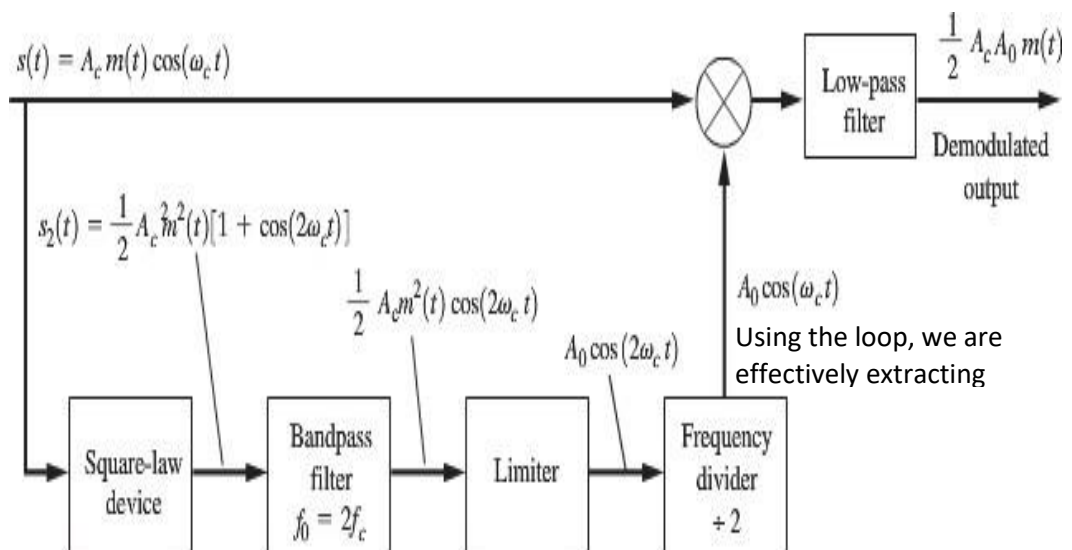 s(t) = A_c m(t) cos(ω_c t)
1/2 A_c A_0 m(t)
Low-pass
filter
Demodulated
output
s_2(t) = 1/2 A_c^2 m^2(t)[1 + cos(2ω_c t)]
1/2 A_c m^2(t) cos(2ω_c t)
A_0 cos(2ω_c t)
A_0 cos(ω_c t)
Using the loop, we are
effectively extracting
Square-law
device
Bandpass
filter
f_0 = 2f_c
Limiter
Frequency
divider
÷ 2